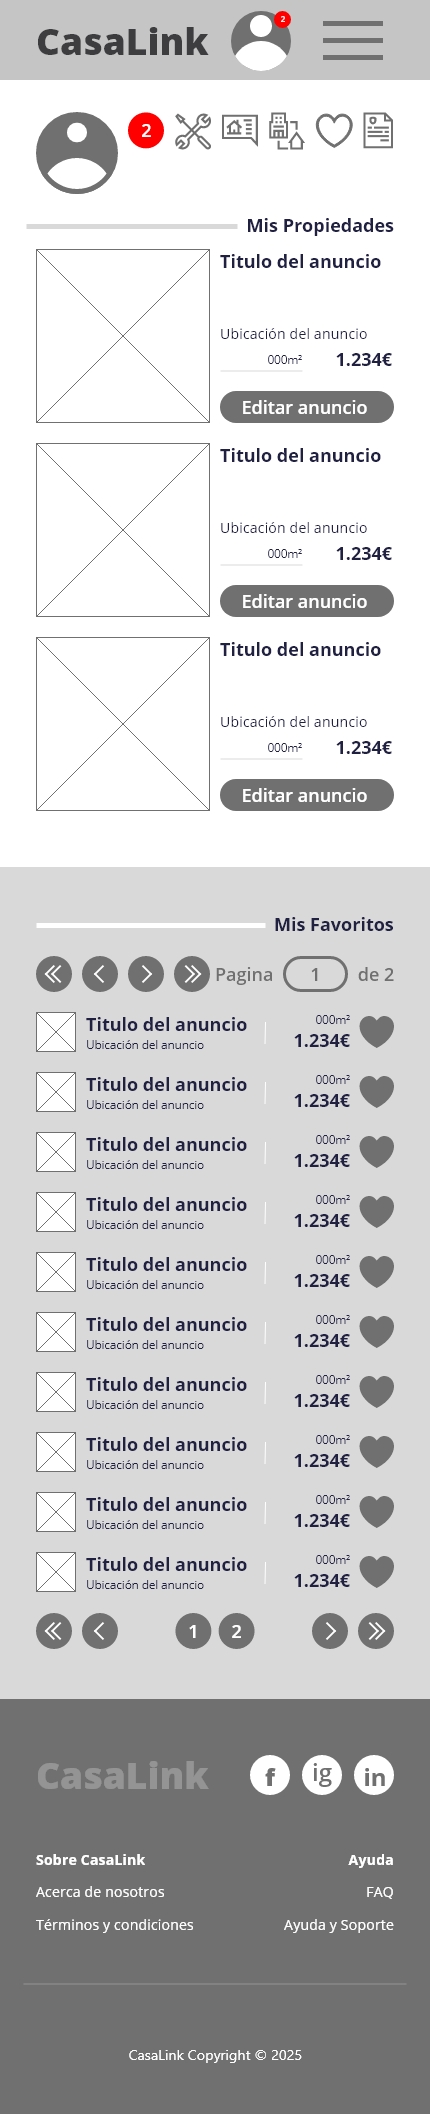 CasaLink
2
2
Mis Propiedades
Titulo del anuncio
Ubicación del anuncio
000m² 1.234€
Editar anuncio
Titulo del anuncio
Ubicación del anuncio
000m² 1.234€
Editar anuncio
Titulo del anuncio
Ubicación del anuncio
000m² 1.234€
Editar anuncio
Mis Favoritos
Pagina 1 de 2
Titulo del anuncio
Ubicación del anuncio
000m²
1.234€
Titulo del anuncio
Ubicación del anuncio
000m²
1.234€
Titulo del anuncio
Ubicación del anuncio
000m²
1.234€
Titulo del anuncio
Ubicación del anuncio
000m²
1.234€
Titulo del anuncio
Ubicación del anuncio
000m²
1.234€
Titulo del anuncio
Ubicación del anuncio
000m²
1.234€
Titulo del anuncio
Ubicación del anuncio
000m²
1.234€
Titulo del anuncio
Ubicación del anuncio
000m²
1.234€
Titulo del anuncio
Ubicación del anuncio
000m²
1.234€
Titulo del anuncio
Ubicación del anuncio
000m²
1.234€
1 2
CasaLink
f ig in
Sobre CasaLink
Acerca de nosotros
Términos y condiciones
Ayuda
FAQ
Ayuda y Soporte
CasaLink Copyright © 2025